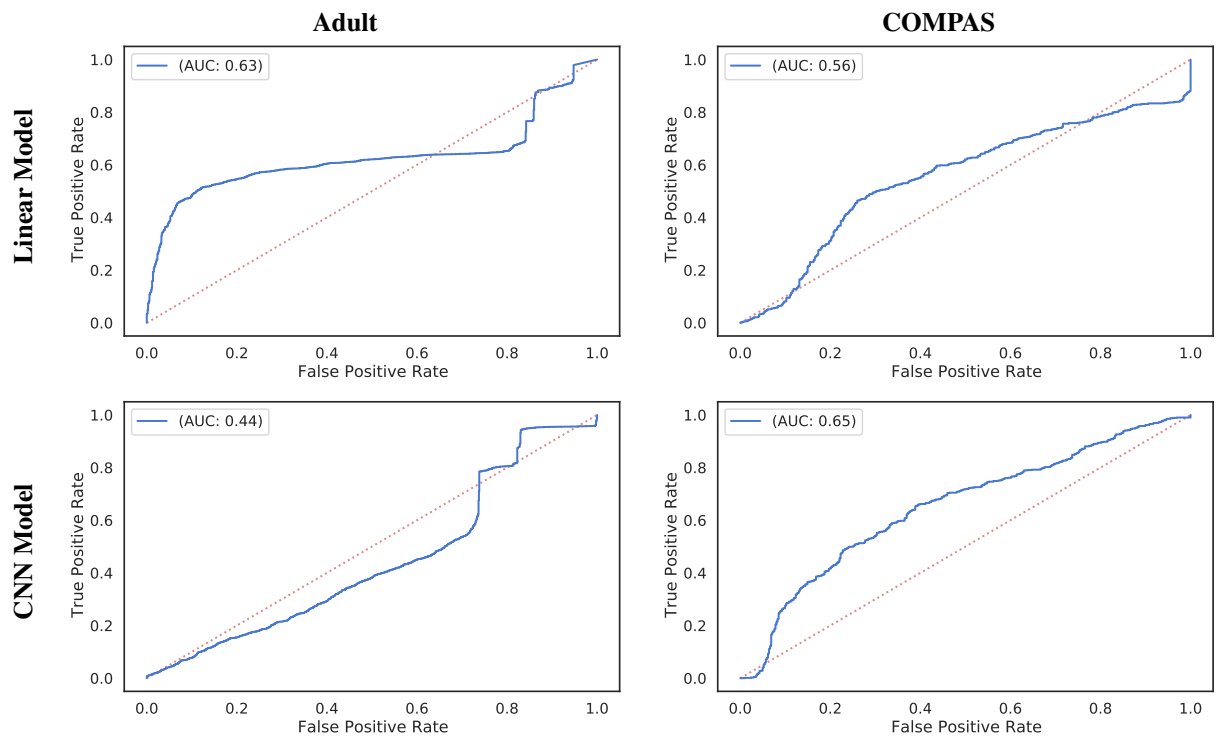 Adult
COMPAS
Linear Model
True Positive Rate
1.0
0.8
0.6
0.4
0.2
0.0
(AUC: 0.63)
0.0 0.2 0.4 0.6 0.8 1.0
False Positive Rate
True Positive Rate
1.0
0.8
0.6
0.4
0.2
0.0
(AUC: 0.56)
0.0 0.2 0.4 0.6 0.8 1.0
False Positive Rate
CNN Model
True Positive Rate
1.0
0.8
0.6
0.4
0.2
0.0
(AUC: 0.44)
0.0 0.2 0.4 0.6 0.8 1.0
False Positive Rate
True Positive Rate
1.0
0.8
0.6
0.4
0.2
0.0
(AUC: 0.65)
0.0 0.2 0.4 0.6 0.8 1.0
False Positive Rate